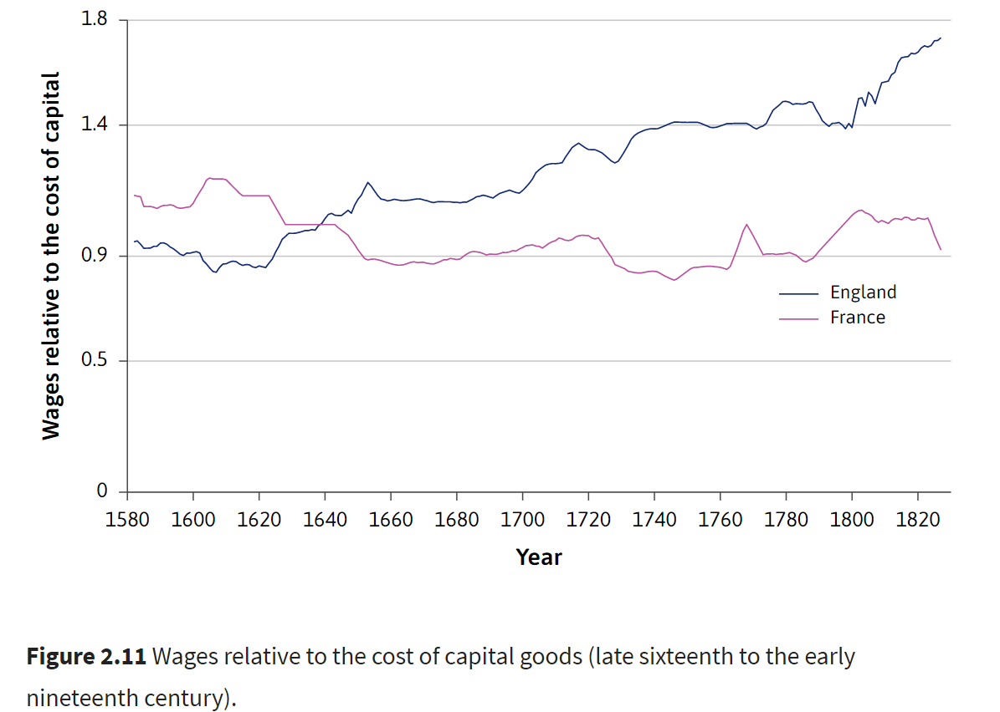 1.8
1.4
0.9
0.5
0
Wages relative to the cost of capital
England
France
1580 1600 1620 1640 1660 1680 1700 1720 1740 1760 1780 1800 1820
Year
Figure 2.11 Wages relative to the cost of capital goods (late sixteenth to the early
nineteenth century).